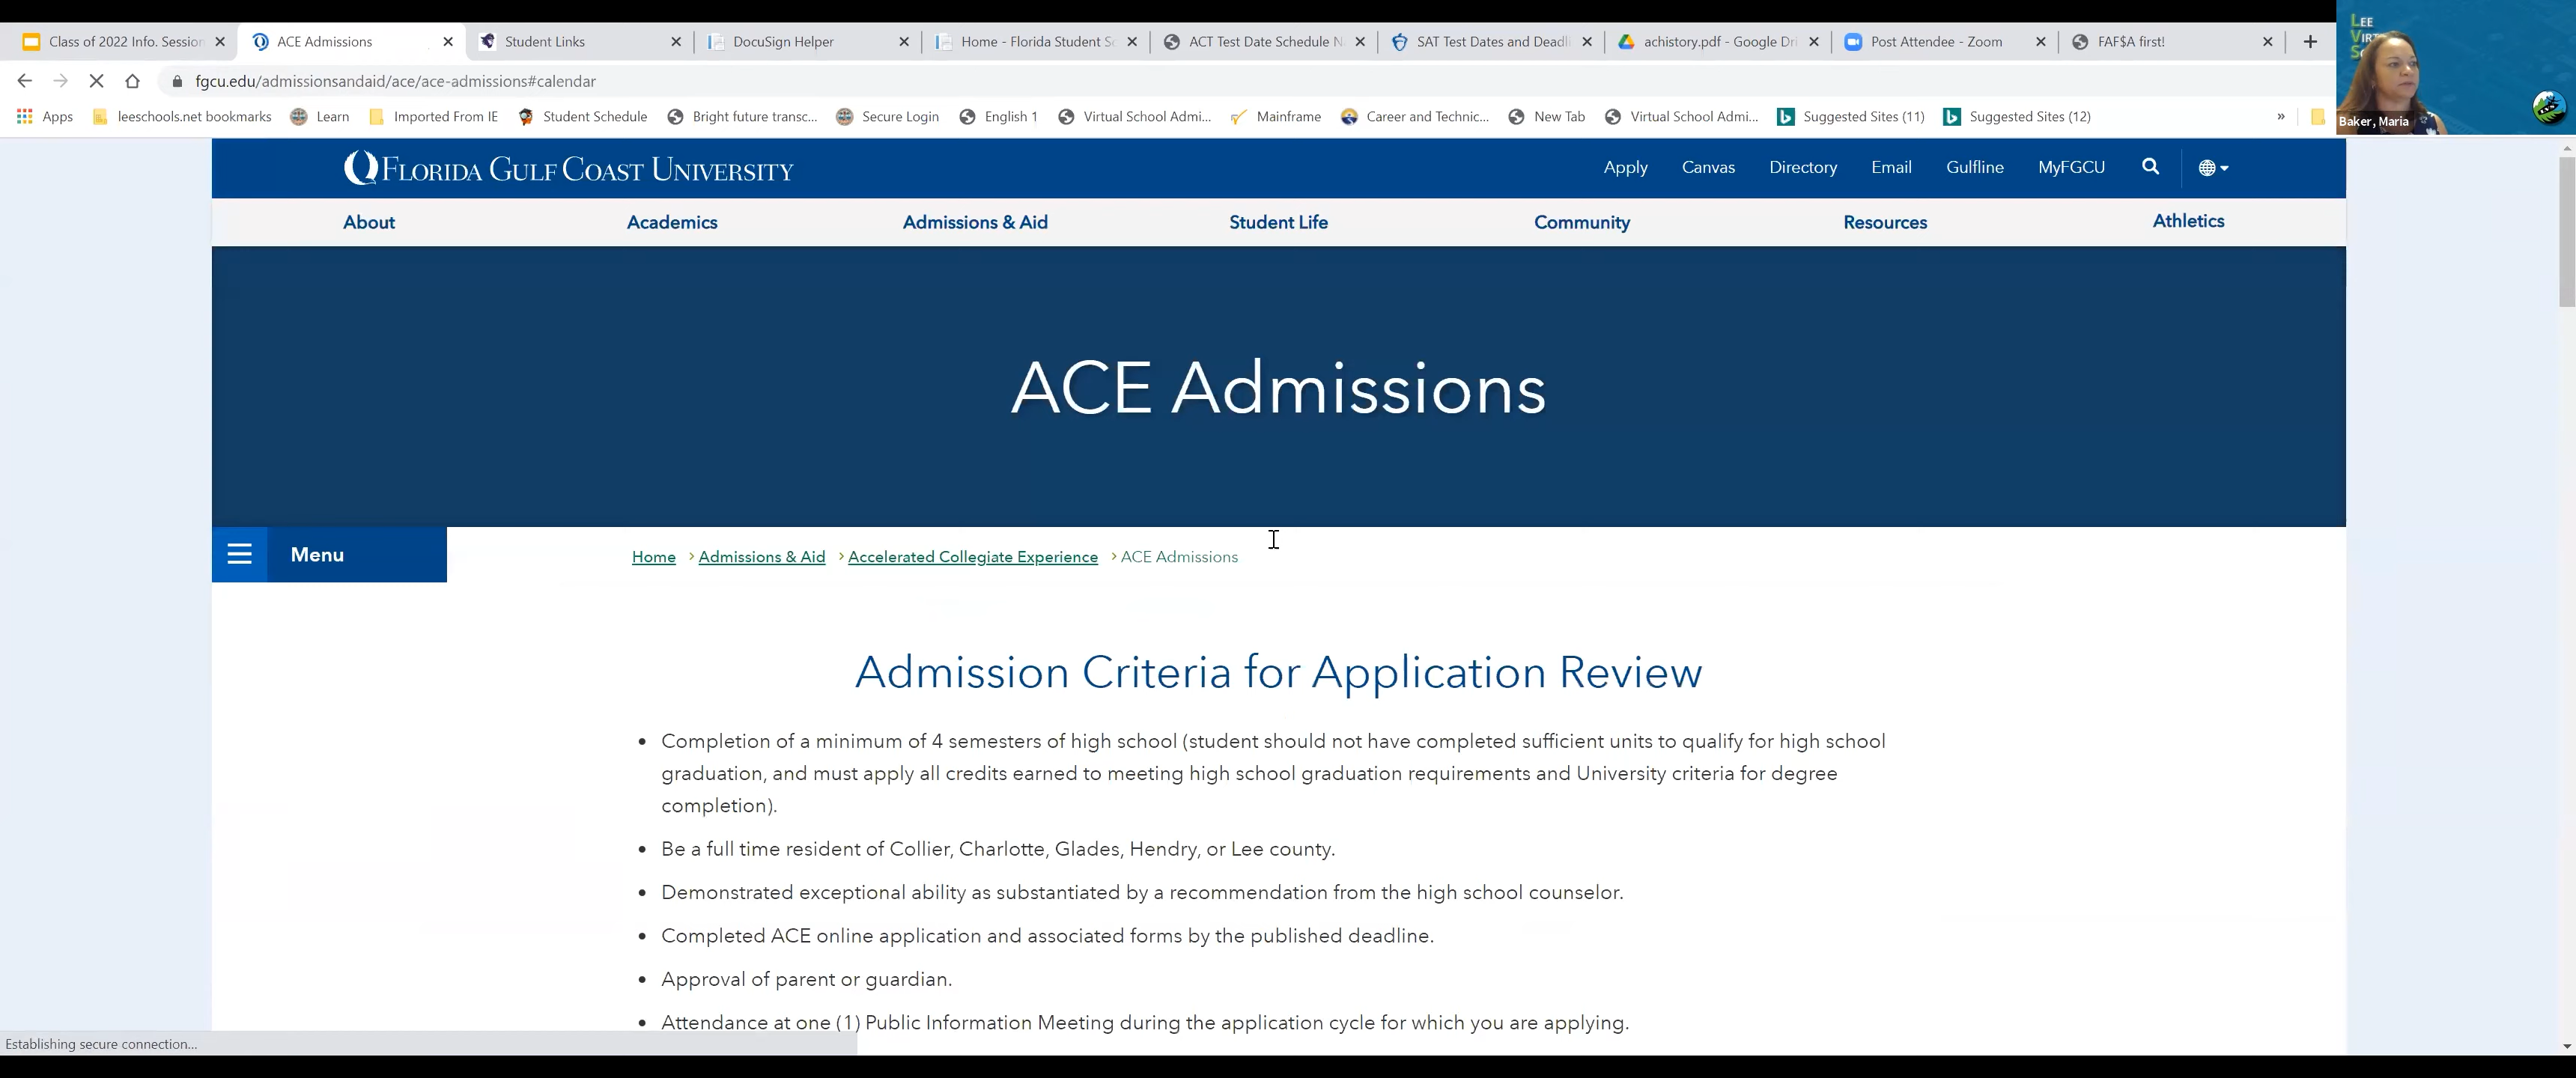 Class of 2022 Info. Session
ACE Admissions
Student Links
DocuSign Helper
Home - Florida Student Sc
ACT Test Date Schedule N
SAT Test Dates and Deadli
achistory.pdf - Google Dri
Post Attendee - Zoom
FAF$A first!
fgcu.edu/admissionsandaid/ace/ace-admissions#calendar
Apps
leeschools.net bookmarks
Learn
Imported From IE
Student Schedule
Bright future transc...
Secure Login
English 1
Virtual School Admi...
Mainframe
Career and Technic...
New Tab
Virtual School Admi...
Suggested Sites (11)
Suggested Sites (12)
»
LEE
Baker, Maria
FLORIDA GULF COAST UNIVERSITY
Apply
Canvas
Directory
Email
Gulfline
MyFGCU
About
Academics
Admissions & Aid
Student Life
Community
Resources
Athletics
ACE Admissions
Menu
Home > Admissions & Aid > Accelerated Collegiate Experience > ACE Admissions
Admission Criteria for Application Review
• Completion of a minimum of 4 semesters of high school (student should not have completed sufficient units to qualify for high school
graduation, and must apply all credits earned to meeting high school graduation requirements and University criteria for degree
completion).
• Be a full time resident of Collier, Charlotte, Glades, Hendry, or Lee county.
• Demonstrated exceptional ability as substantiated by a recommendation from the high school counselor.
• Completed ACE online application and associated forms by the published deadline.
• Approval of parent or guardian.
• Attendance at one (1) Public Information Meeting during the application cycle for which you are applying.
Establishing secure connection...